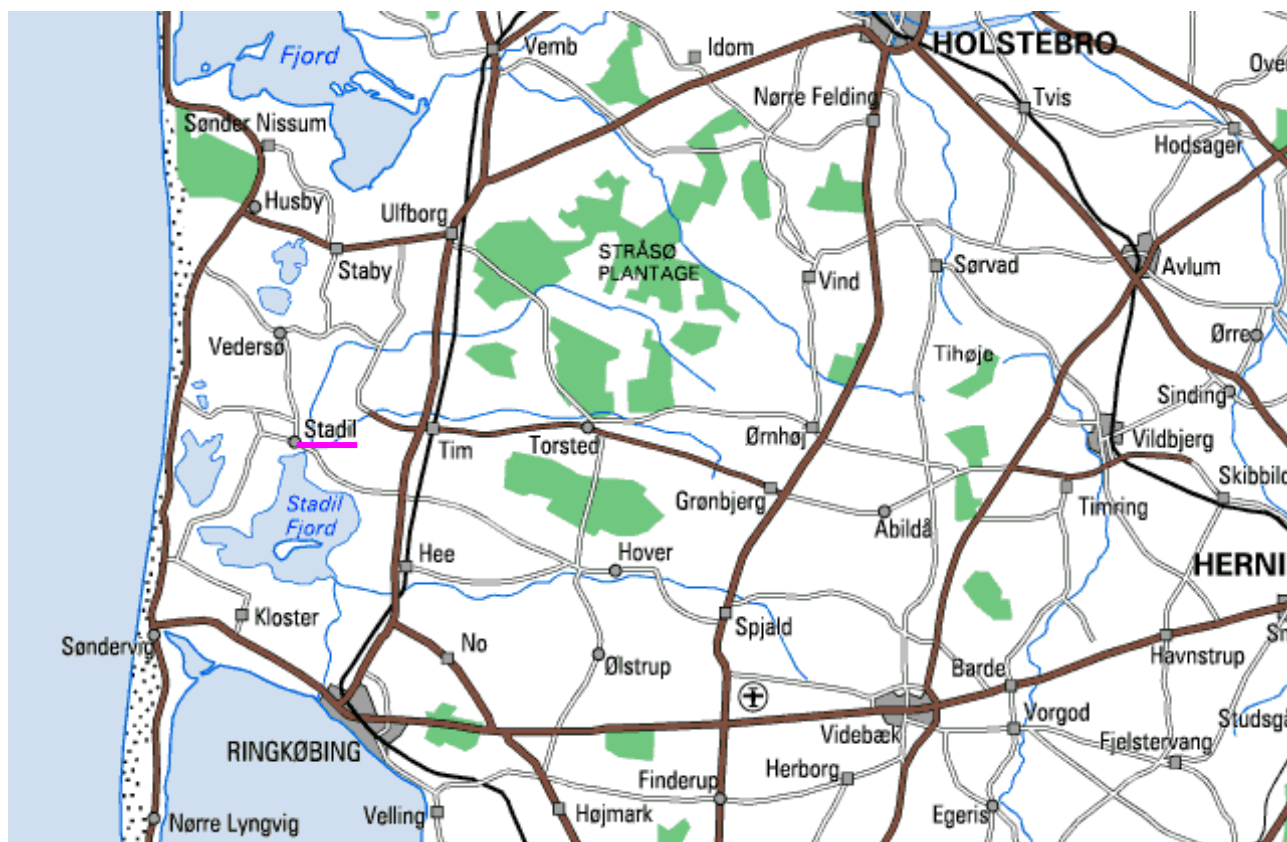 HOLSTEBRO
Fjord
Vemb
Idom
Over
Nørre Felding
Tvis
Sønder Nissum
Hodsager
Husby
Ulfborg
STRÅSØ
PLANTAGE
Staby
Vind
Sørvad
Avlum
Vedersø
Tihøje
Ørre
Sinding
Stadil
Tim
Torsted
Ørnhøj
Vildbjerg
Skibbild
Stadil
Fjord
Grønbjerg
Abildå
Timring
Hee
Hover
HERNI
Kloster
Spjald
Søndervig
No
Ølstrup
Barde
Havnstrup
Sn
Vorgod
Studsgå
Videbæk
Fjelstervang
RINGKØBING
Finderup
Herborg
Velling
Højmark
Egeris
Nørre Lyngvig